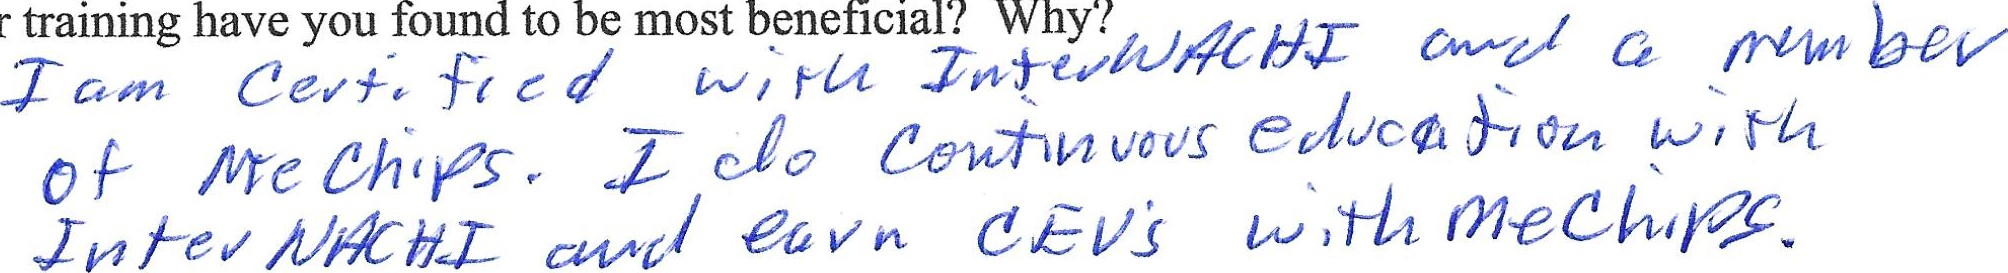 r training have you found to be most beneficial? Why?
I am Certified with InterNACHI and a member
of MeChips. I do Continuous education with
InterNACHI and earn CEU's with MeChips.